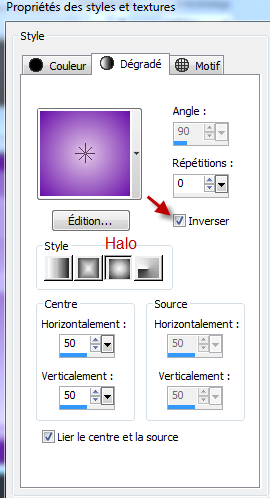 Propriétés des styles et textures
Style
Couleur
Dégradé
Motif
Angle :
90
Répétitions :
0
Édition...
Inverser
Halo
Style
Centre
Source
Horizontalement :
Horizontalement :
50
50
Verticalement :
Verticalement :
50
50
Lier le centre et la source